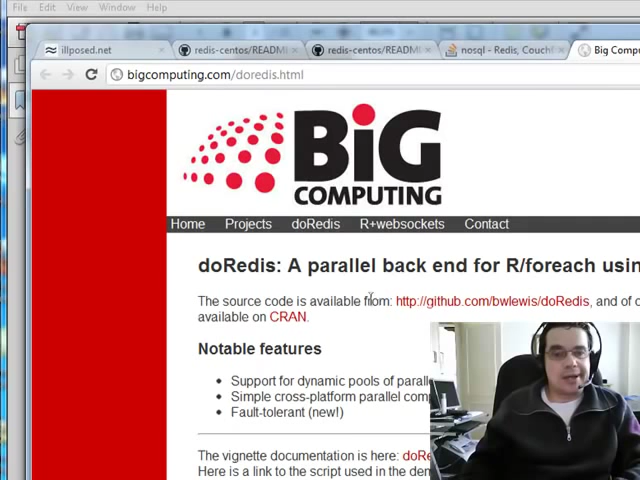 File Edit View Window Help
illposed.net
redis-centos/README
redis-centos/README
nosql - Redis, Couch
Big Compu
bigcomputing.com/doredis.html
BiG
COMPUTING
Home Projects doRedis R+websockets Contact
doRedis: A parallel back end for R/foreach usin
The source code is available from: http://github.com/bwlewis/doRedis, and of c
available on CRAN.
Notable features
Support for dynamic pools of paralle
Simple cross-platform parallel comp
Fault-tolerant (new!)
The vignette documentation is here: doRe
Here is a link to the script used in the den